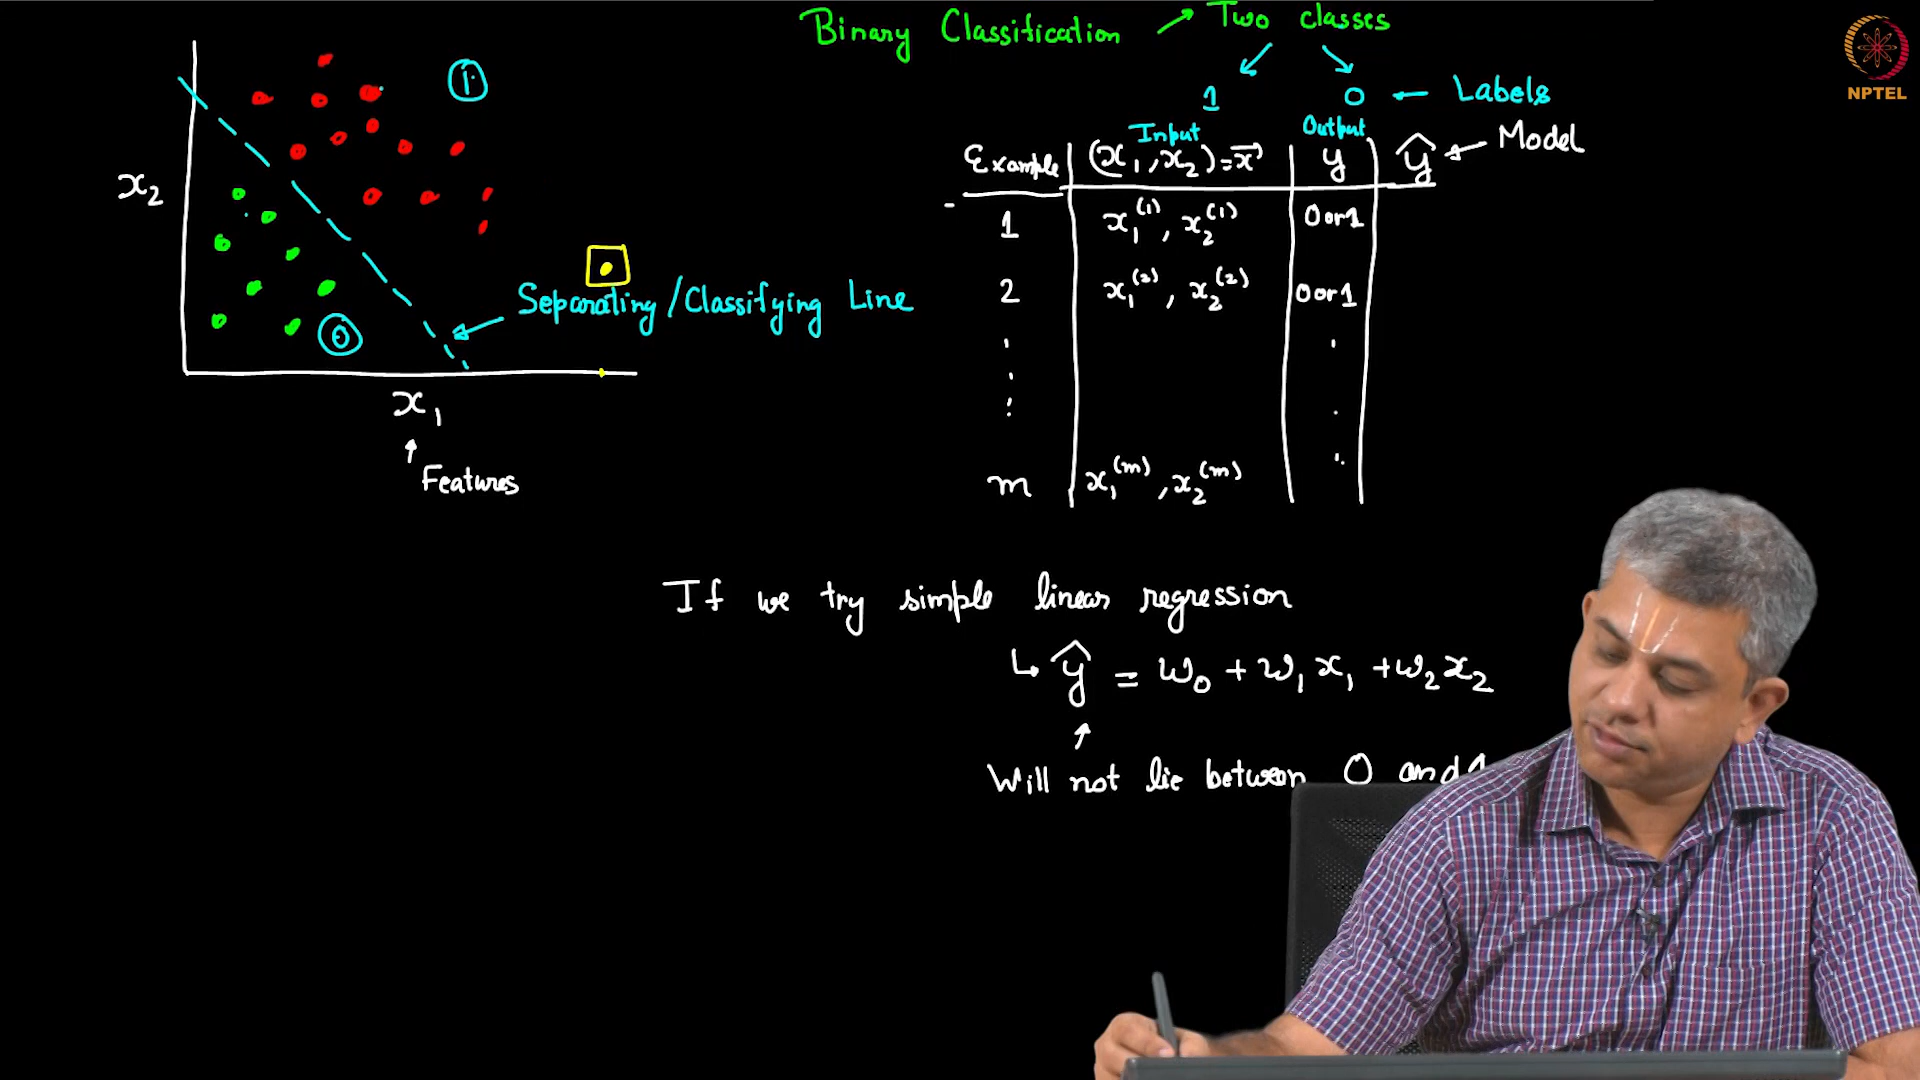 Binary Classification → Two classes
1 0 ← Labels
NPTEL
①
Input Output
Example (x₁, x₂) = x⃗ y ŷ ← Model
x₂
1 x₁⁽¹⁾, x₂⁽¹⁾ 0 or 1
2 x₁⁽²⁾, x₂⁽²⁾ 0 or 1
Separating/Classifying Line
⓪
x₁
Features
m x₁⁽ᵐ⁾, x₂⁽ᵐ⁾
If we try simple linear regression
↳ ŷ = w₀ + w₁x₁ + w₂x₂
Will not lie between 0 and 1